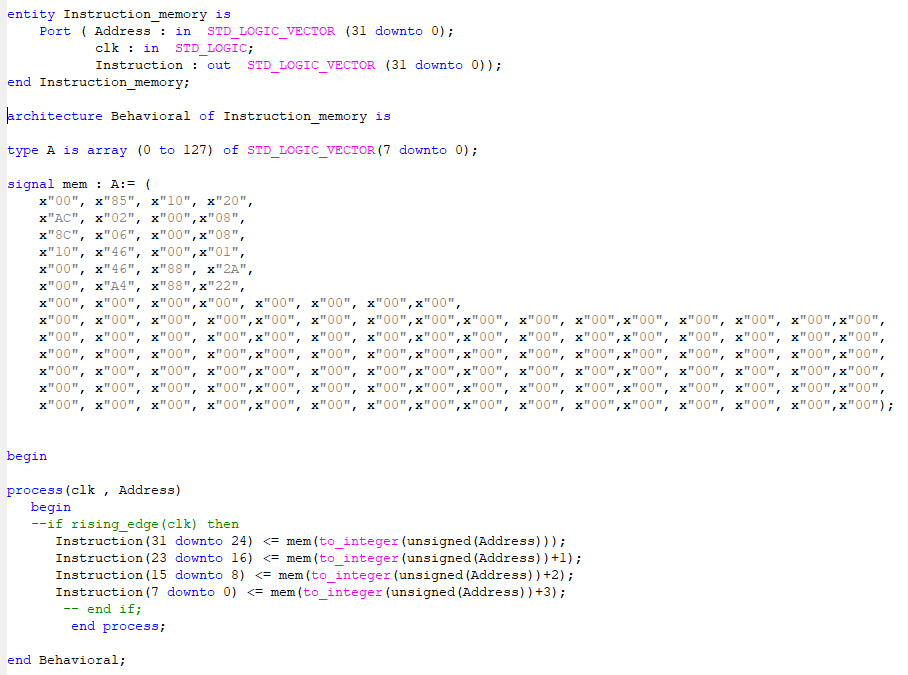 entity Instruction_memory is
    Port ( Address : in  STD_LOGIC_VECTOR (31 downto 0);
           clk : in  STD_LOGIC;
           Instruction : out  STD_LOGIC_VECTOR (31 downto 0));
end Instruction_memory;

architecture Behavioral of Instruction_memory is

type A is array (0 to 127) of STD_LOGIC_VECTOR(7 downto 0);

signal mem : A:= (
    x"00", x"85", x"10", x"20",
    x"AC", x"02", x"00",x"08",
    x"8C", x"06", x"00",x"08",
    x"10", x"46", x"00",x"01",
    x"00", x"46", x"88", x"2A",
    x"00", x"A4", x"88",x"22",
    x"00", x"00", x"00",x"00", x"00", x"00", x"00",x"00",
    x"00", x"00", x"00", x"00",x"00", x"00", x"00",x"00",x"00", x"00", x"00",x"00", x"00", x"00", x"00",x"00",
    x"00", x"00", x"00", x"00",x"00", x"00", x"00",x"00",x"00", x"00", x"00",x"00", x"00", x"00", x"00",x"00",
    x"00", x"00", x"00", x"00",x"00", x"00", x"00",x"00",x"00", x"00", x"00",x"00", x"00", x"00", x"00",x"00",
    x"00", x"00", x"00", x"00",x"00", x"00", x"00",x"00",x"00", x"00", x"00",x"00", x"00", x"00", x"00",x"00",
    x"00", x"00", x"00", x"00",x"00", x"00", x"00",x"00",x"00", x"00", x"00",x"00", x"00", x"00", x"00",x"00",
    x"00", x"00", x"00", x"00",x"00", x"00", x"00",x"00",x"00", x"00", x"00",x"00", x"00", x"00", x"00",x"00");

begin

process(clk , Address)
   begin
   --if rising_edge(clk) then
      Instruction(31 downto 24) <= mem(to_integer(unsigned(Address)));
      Instruction(23 downto 16) <= mem(to_integer(unsigned(Address))+1);
      Instruction(15 downto 8) <= mem(to_integer(unsigned(Address))+2);
      Instruction(7 downto 0) <= mem(to_integer(unsigned(Address))+3);
       -- end if;
        end process;

end Behavioral;